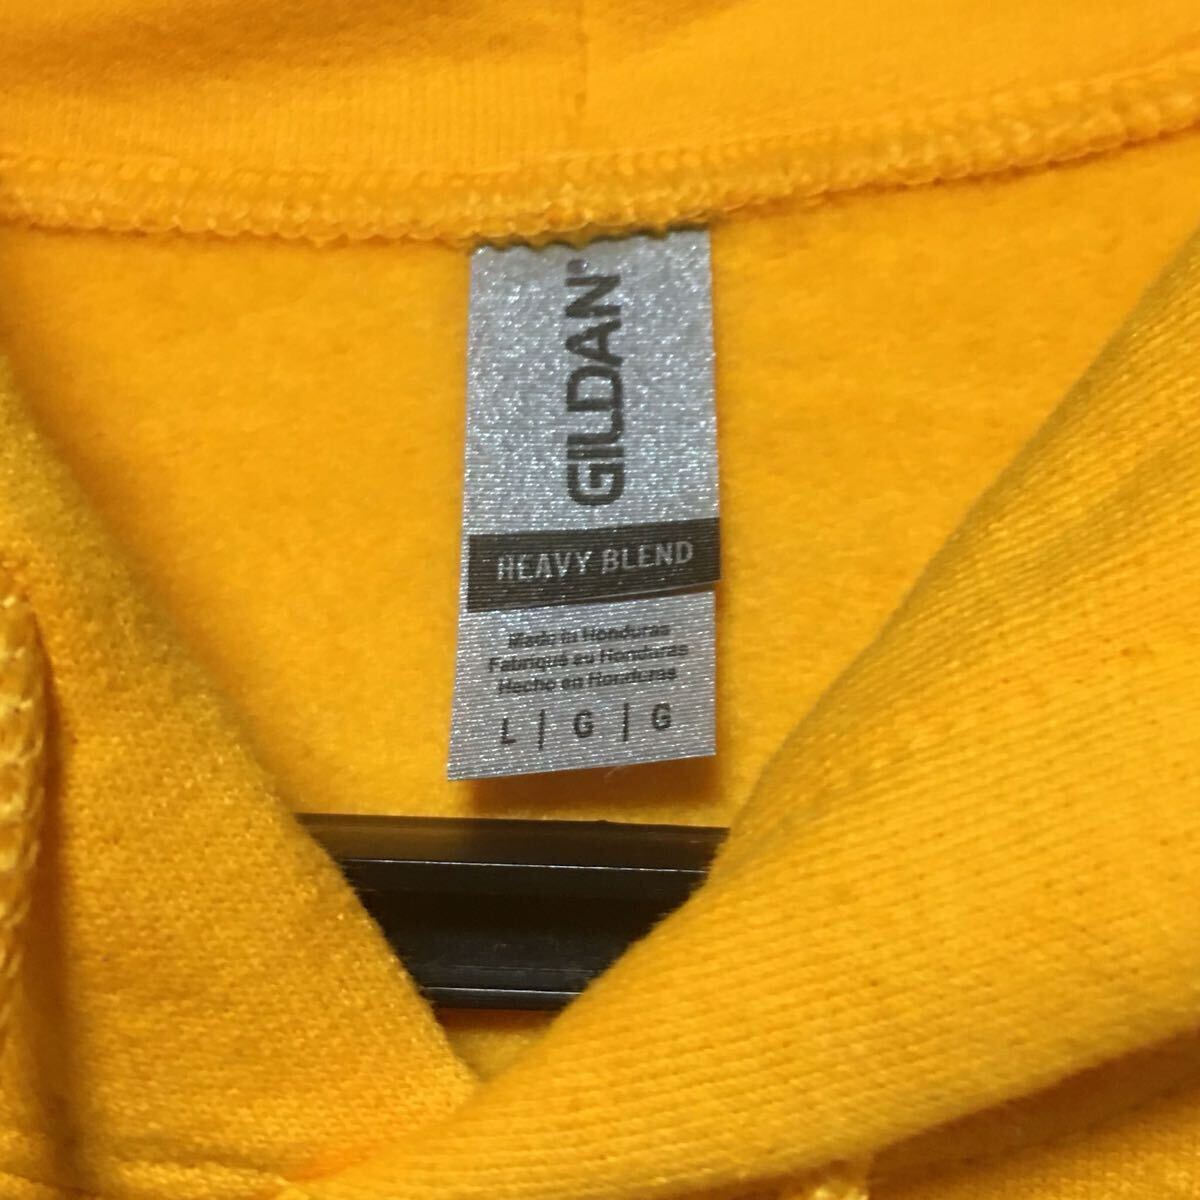 GILDAN®
HEAVY BLEND
Made in Honduras
Fabriqué au Honduras
Hecho en Honduras
L | G | G